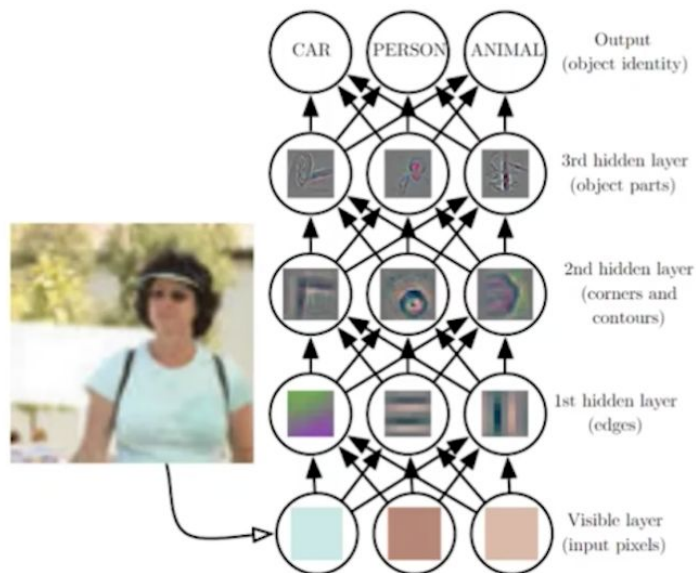 CAR PERSON ANIMAL
Output
(object identity)
3rd hidden layer
(object parts)
2nd hidden layer
(corners and
contours)
1st hidden layer
(edges)
Visible layer
(input pixels)